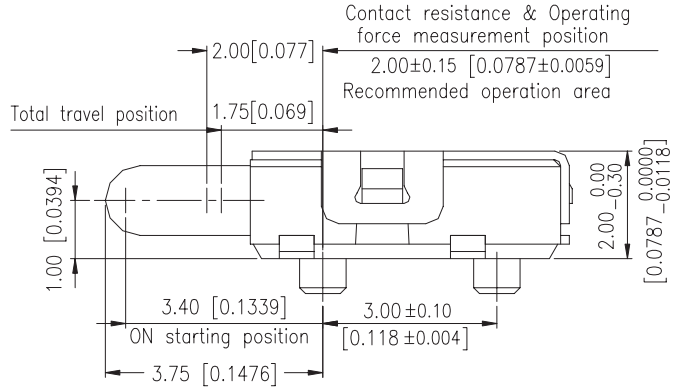 Contact resistance & Operating
force measurement position
2.00[0.077]
2.00±0.15 [0.0787±0.0059]
Recommended operation area
Total travel position
1.75[0.069]
1.00 [0.0394]
2.00 0.00 -0.30
[0.0787 0.0000 -0.0118]
3.40 [0.1339]
ON starting position
3.00±0.10
[0.118±0.004]
3.75 [0.1476]